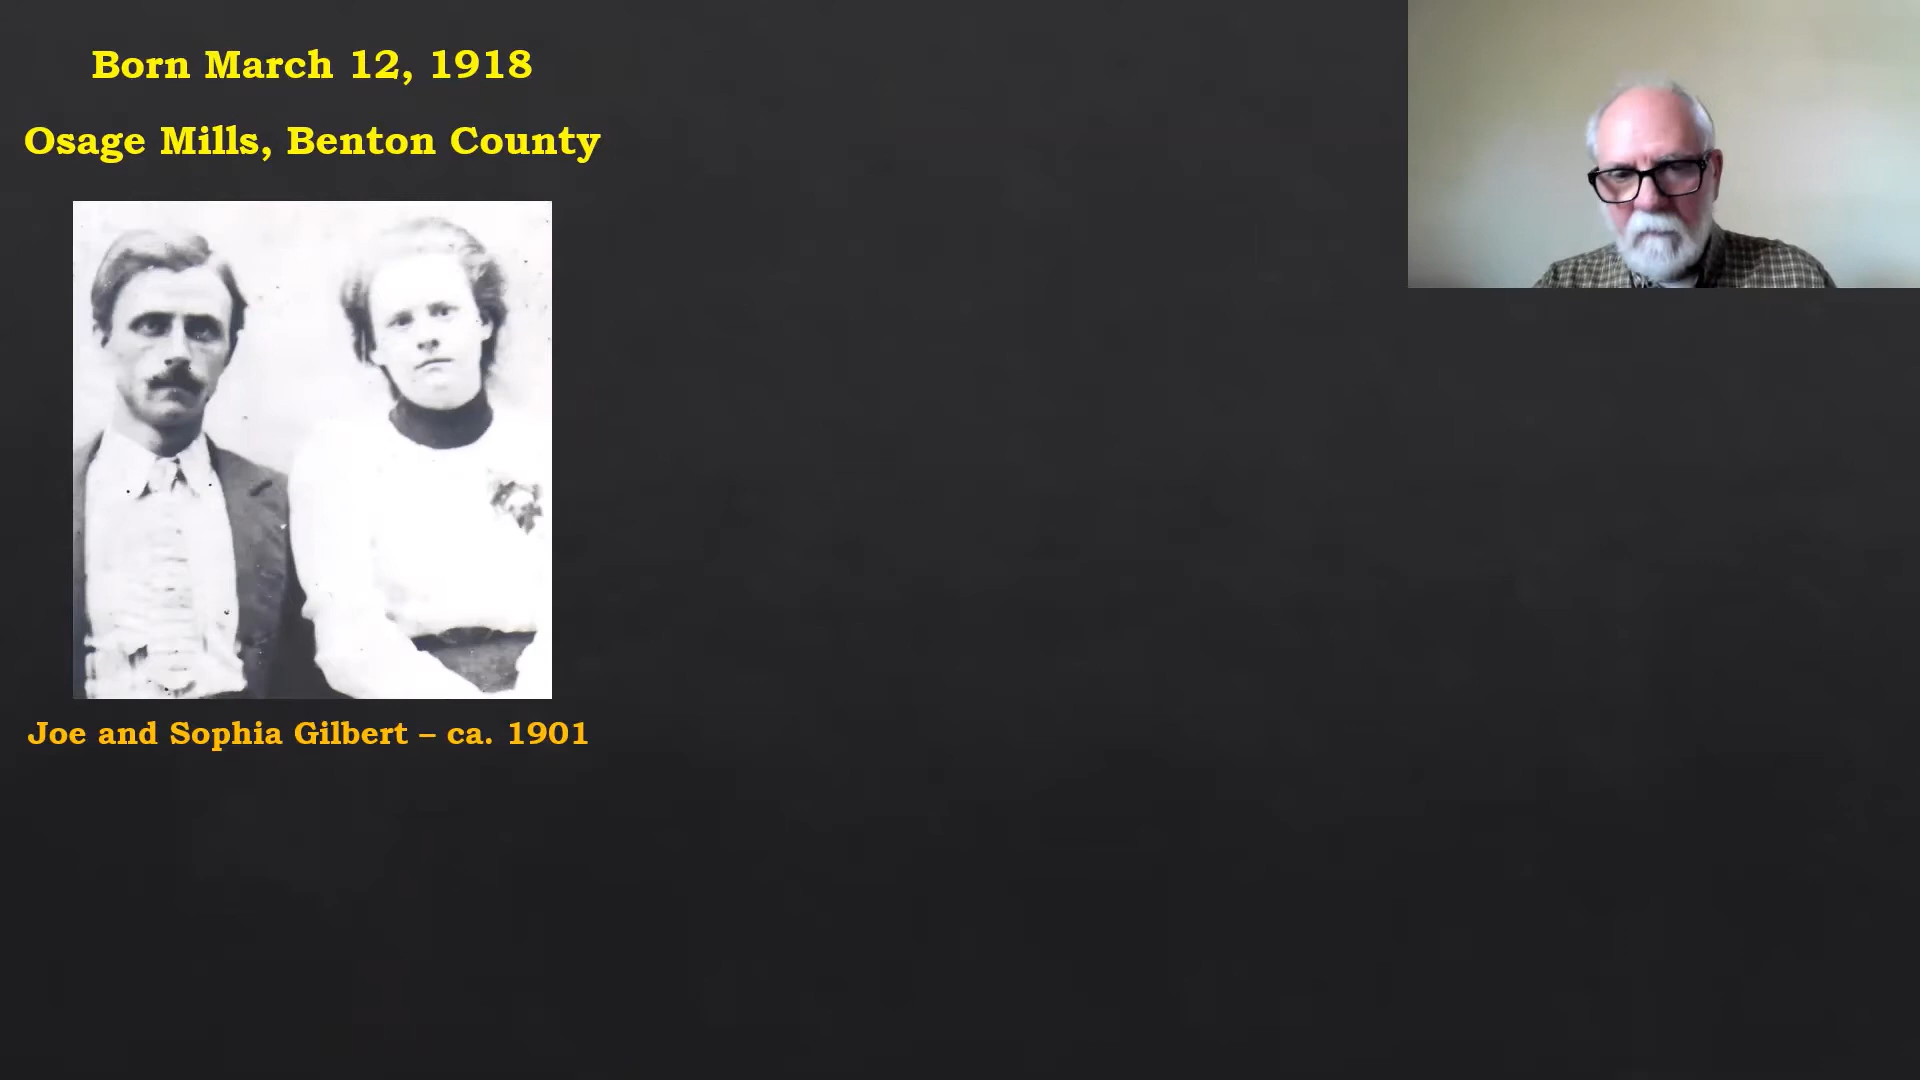 Born March 12, 1918
Osage Mills, Benton County
Joe and Sophia Gilbert – ca. 1901